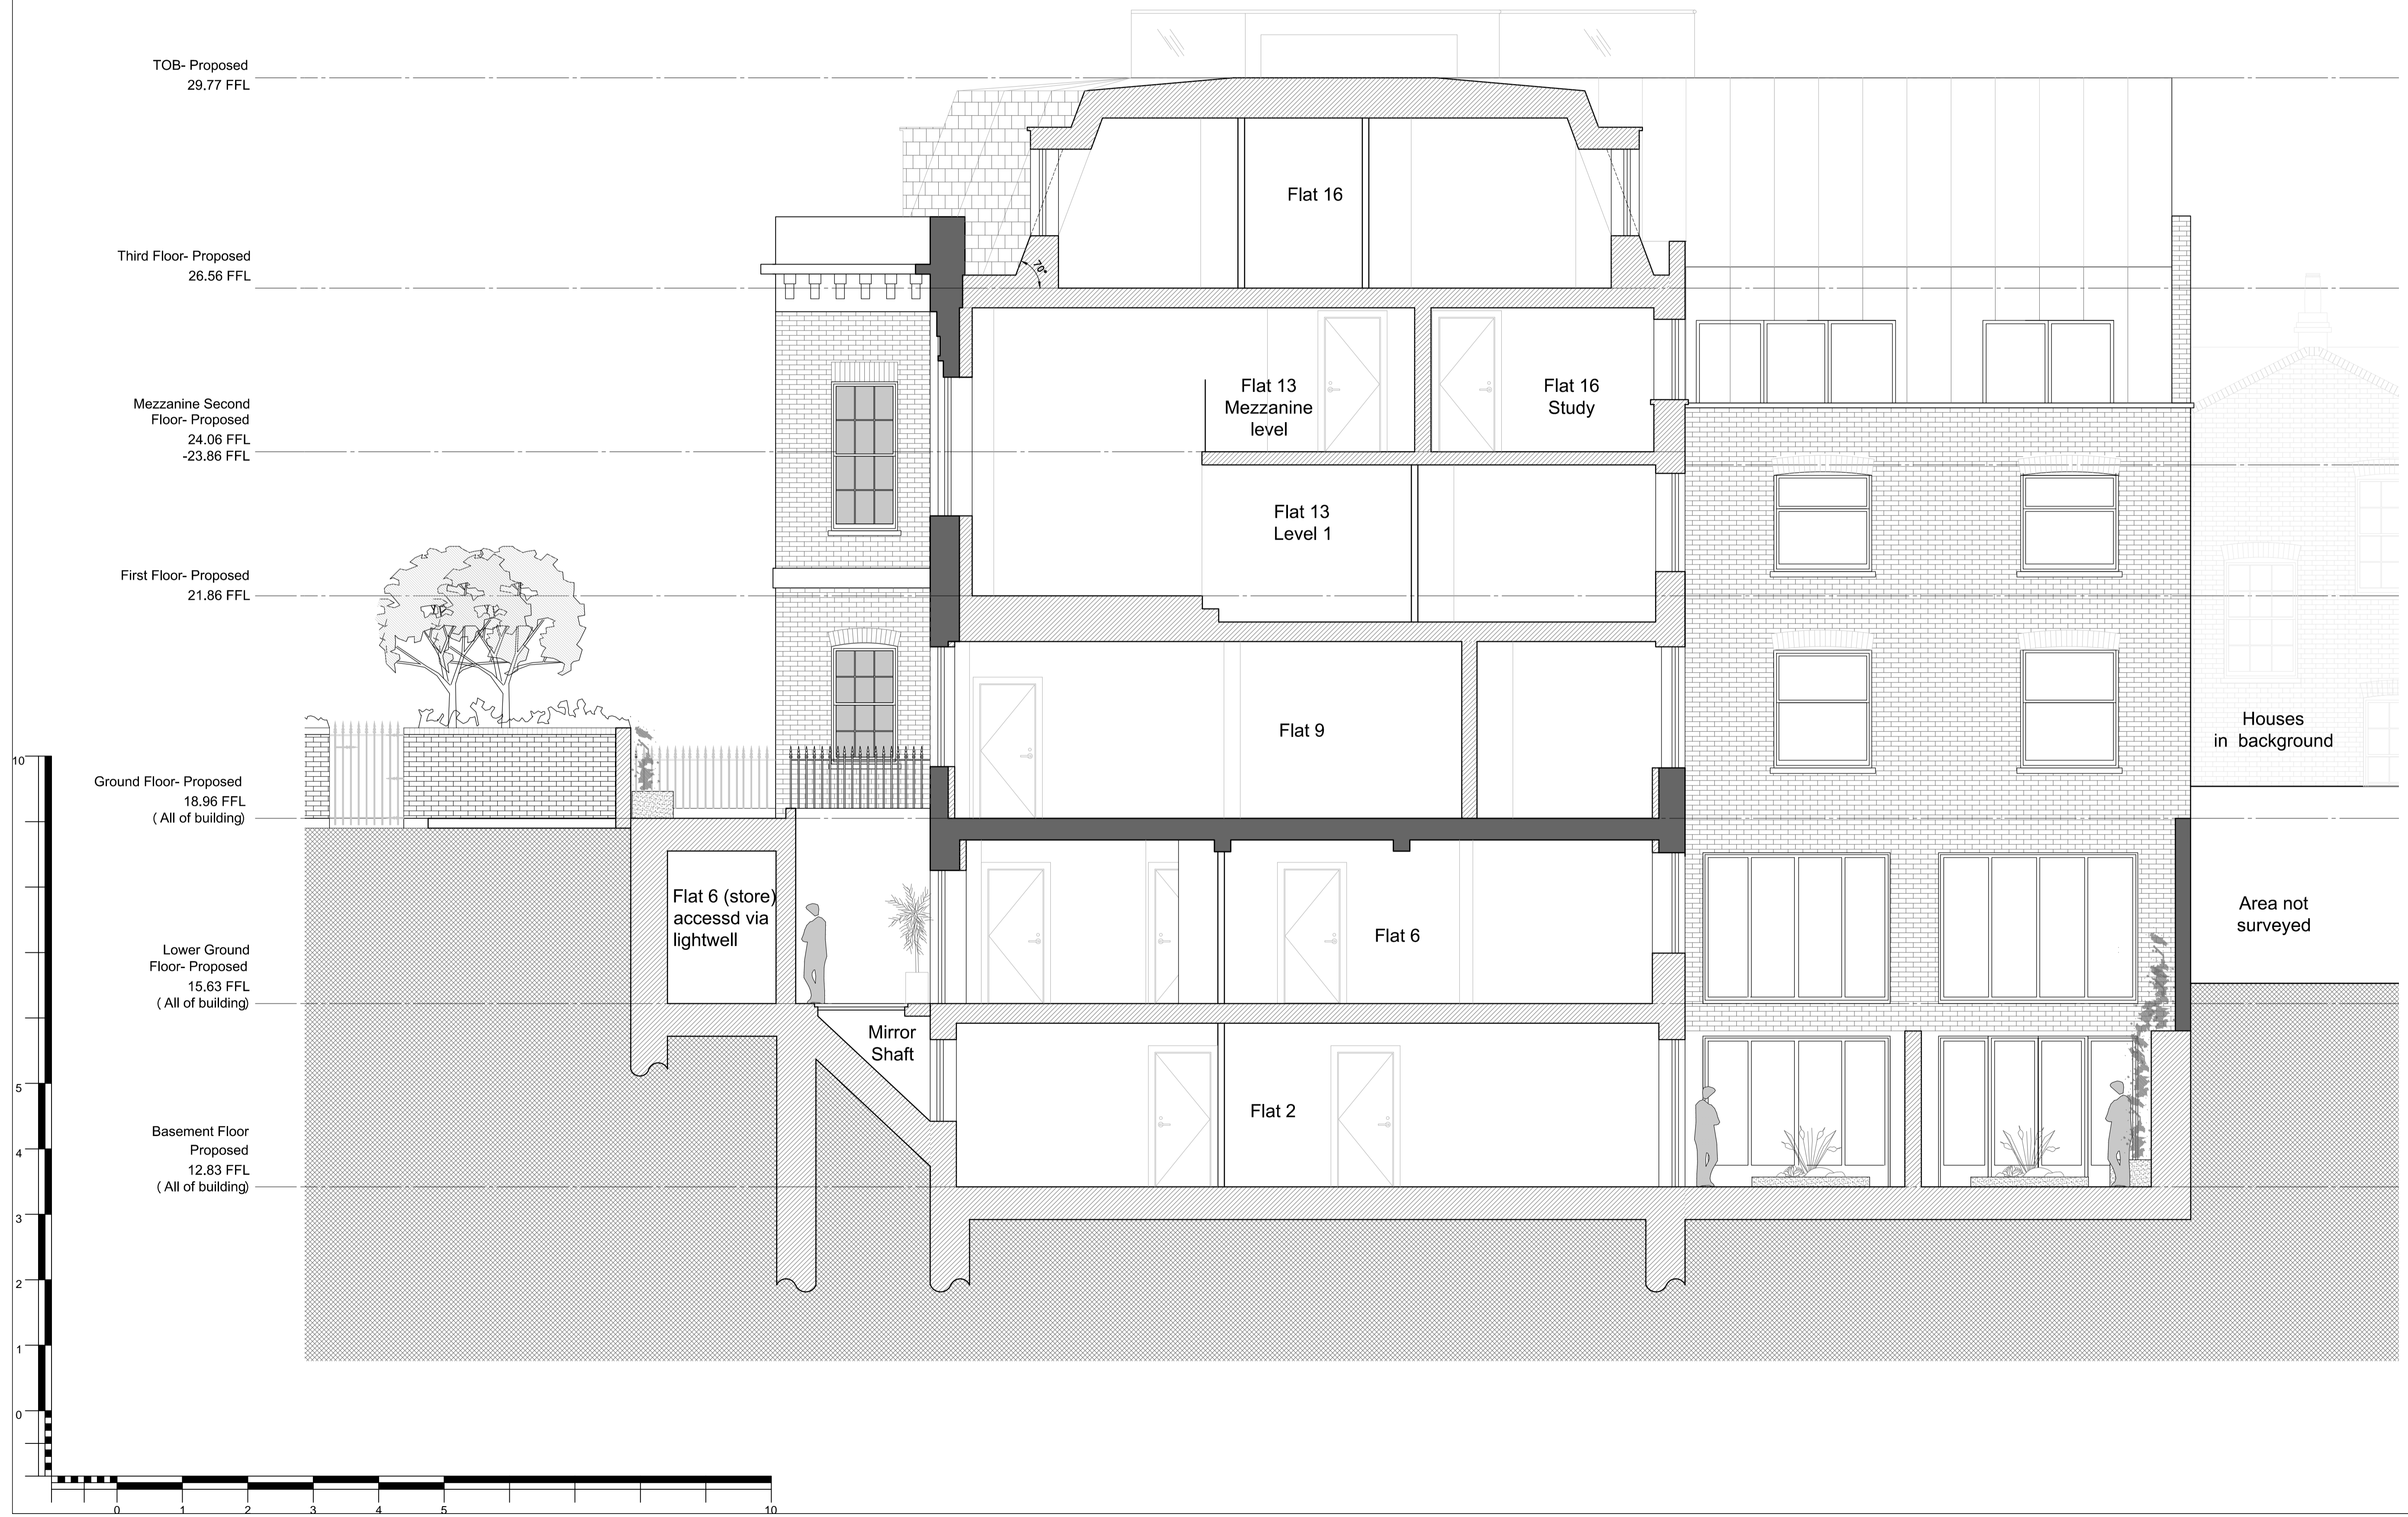 TOB- Proposed
29.77 FFL
Third Floor- Proposed
26.56 FFL
Mezzanine Second
Floor- Proposed
24.06 FFL
-23.86 FFL
First Floor- Proposed
21.86 FFL
Ground Floor- Proposed
18.96 FFL
( All of building)
Lower Ground
Floor- Proposed
15.63 FFL
( All of building)
Basement Floor
Proposed
12.83 FFL
( All of building)
Flat 16
70°
Flat 13
Mezzanine
level
Flat 16
Study
Flat 13
Level 1
Flat 9
Houses
in background
Flat 6 (store)
accessd via
lightwell
Flat 6
Area not
surveyed
Mirror
Shaft
Flat 2
10
5
4
3
2
1
0
0 1 2 3 4 5 10